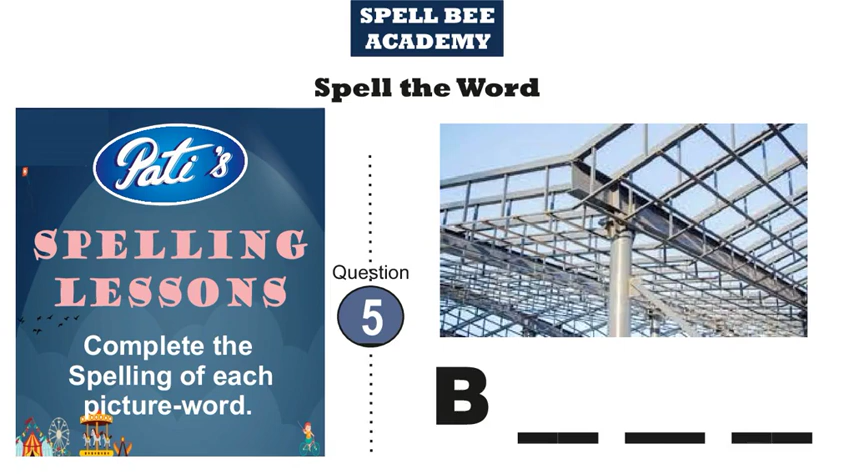 SPELL BEE
ACADEMY
Spell the Word
Pati's
SPELLING
LESSONS
Complete the
Spelling of each
picture-word.
Question
5
B